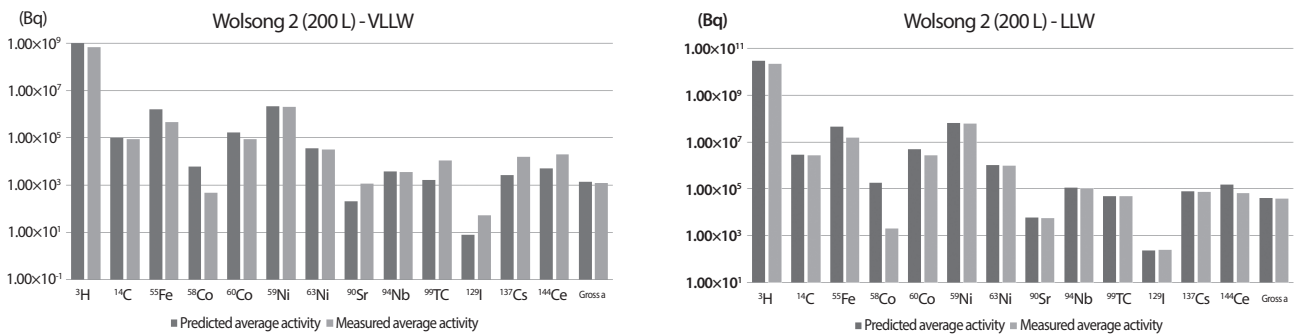 (Bq)
Wolsong 2 (200 L) - VLLW
1.00×10⁹
1.00×10⁷
1.00×10⁵
1.00×10³
1.00×10¹
1.00×10⁻¹
³H ¹⁴C ⁵⁵Fe ⁵⁸Co ⁶⁰Co ⁵⁹Ni ⁶³Ni ⁹⁰Sr ⁹⁴Nb ⁹⁹TC ¹²⁹I ¹³⁷Cs ¹⁴⁴Ce Gross a
Predicted average activity Measured average activity
(Bq)
Wolsong 2 (200 L) - LLW
1.00×10¹¹
1.00×10⁹
1.00×10⁷
1.00×10⁵
1.00×10³
1.00×10¹
³H ¹⁴C ⁵⁵Fe ⁵⁸Co ⁶⁰Co ⁵⁹Ni ⁶³Ni ⁹⁰Sr ⁹⁴Nb ⁹⁹TC ¹²⁹I ¹³⁷Cs ¹⁴⁴Ce Gross a
Predicted average activity Measured average activity